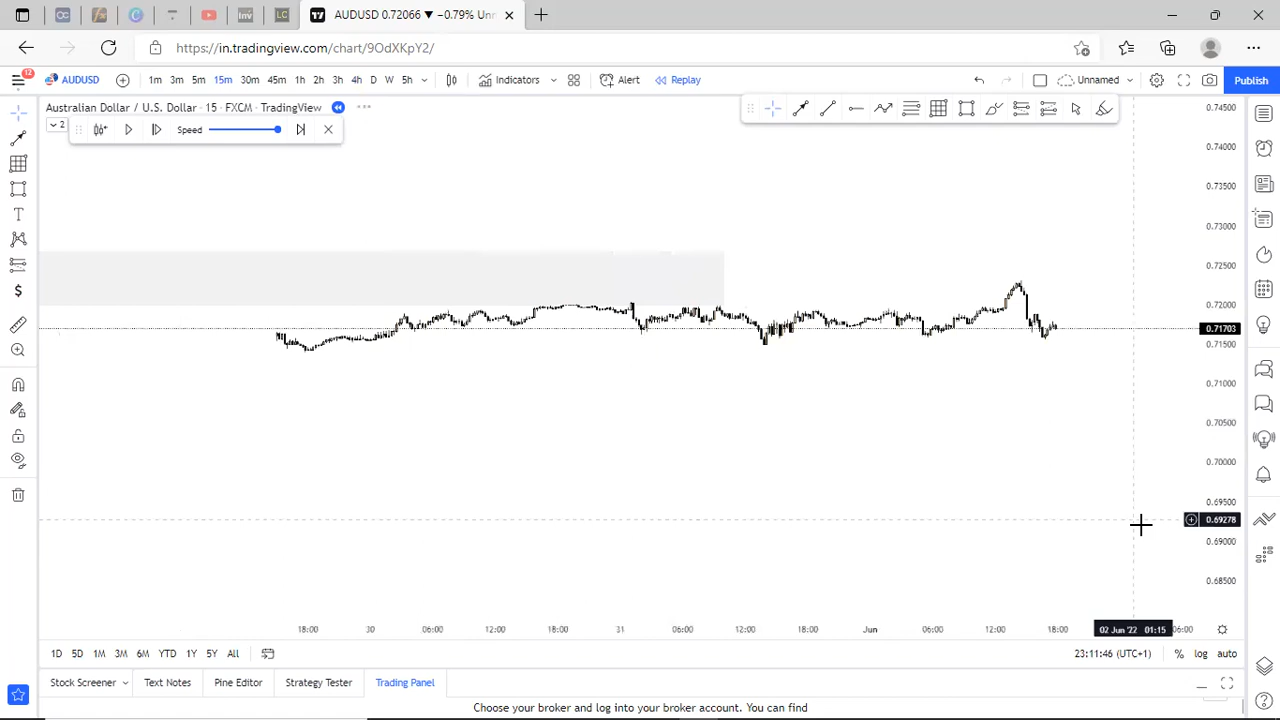 AUDUSD 0.72066 ▼ −0.79% Unn
https://in.tradingview.com/chart/9OdXKpY2/
12
AUDUSD 1m 3m 5m 15m 30m 45m 1h 2h 3h 4h D W 5h Indicators Alert Replay Unnamed Publish
Australian Dollar / U.S. Dollar · 15 · FXCM · TradingView
2
Speed
0.74500
0.74000
0.73500
0.73000
0.72500
0.72000
0.71703
0.71500
0.71000
0.70500
0.70000
0.69500
0.69278
0.69000
0.68500
18:00 30 06:00 12:00 18:00 31 06:00 12:00 18:00 Jun 06:00 12:00 18:00 02 Jun '22 01:15 06:00
1D 5D 1M 3M 6M YTD 1Y 5Y All 23:11:46 (UTC+1) % log auto
Stock Screener Text Notes Pine Editor Strategy Tester Trading Panel
Choose your broker and log into your broker account. You can find